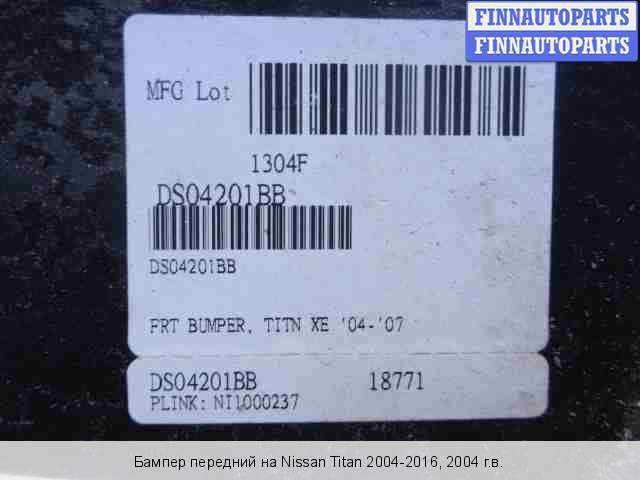 FINNAUTOPARTS
FINNAUTOPARTS
MFG Lot
1304F
DS04201BB
DS04201BB
FRT BUMPER, TITN XE '04-'07
DS04201BB 18771
PLINK: NI1000237
Бампер передний на Nissan Titan 2004-2016, 2004 г.в.